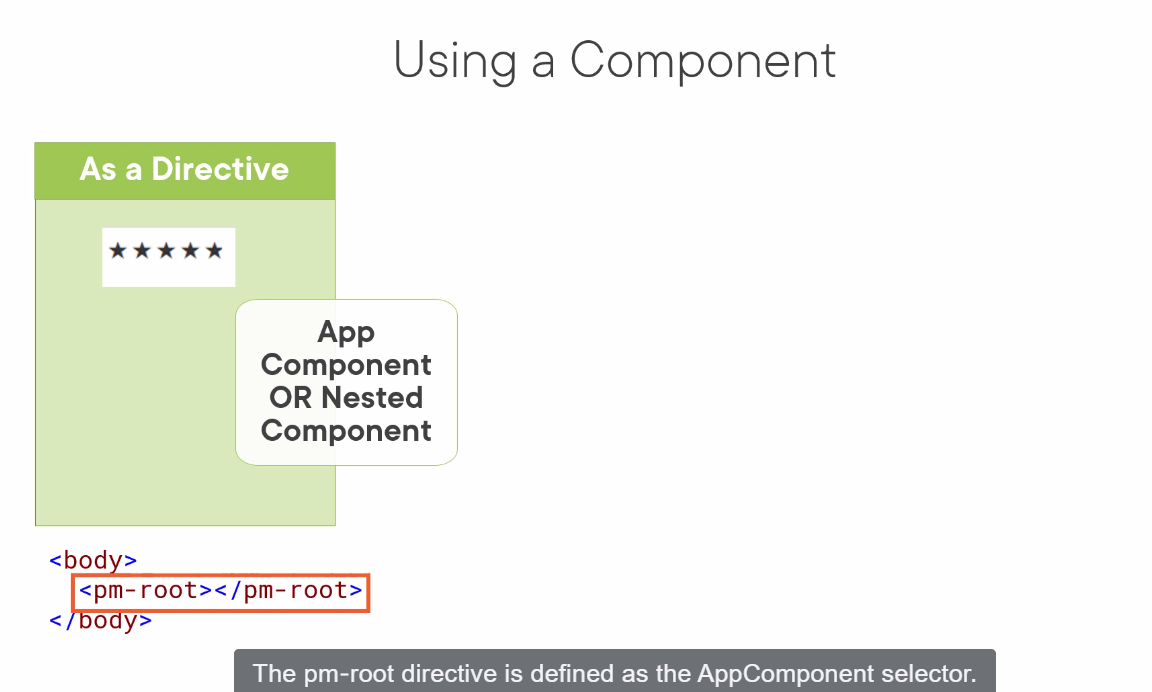 Using a Component
As a Directive
★★★★★
App
Component
OR Nested
Component
<body>
<pm-root></pm-root>
</body>
The pm-root directive is defined as the AppComponent selector.